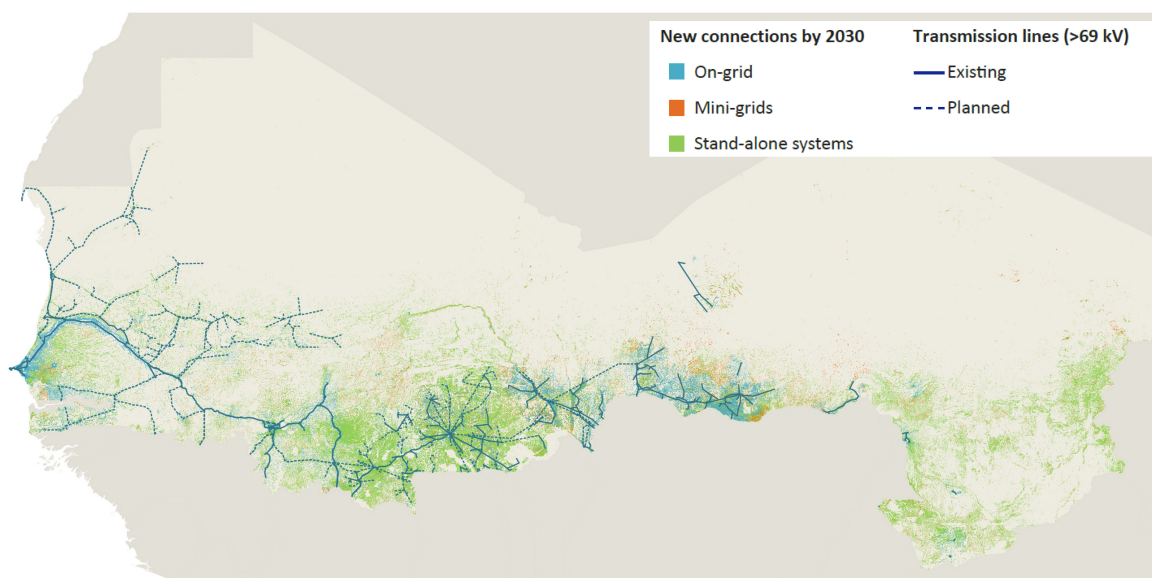 New connections by 2030
On-grid
Mini-grids
Stand-alone systems
Transmission lines (>69 kV)
Existing
Planned